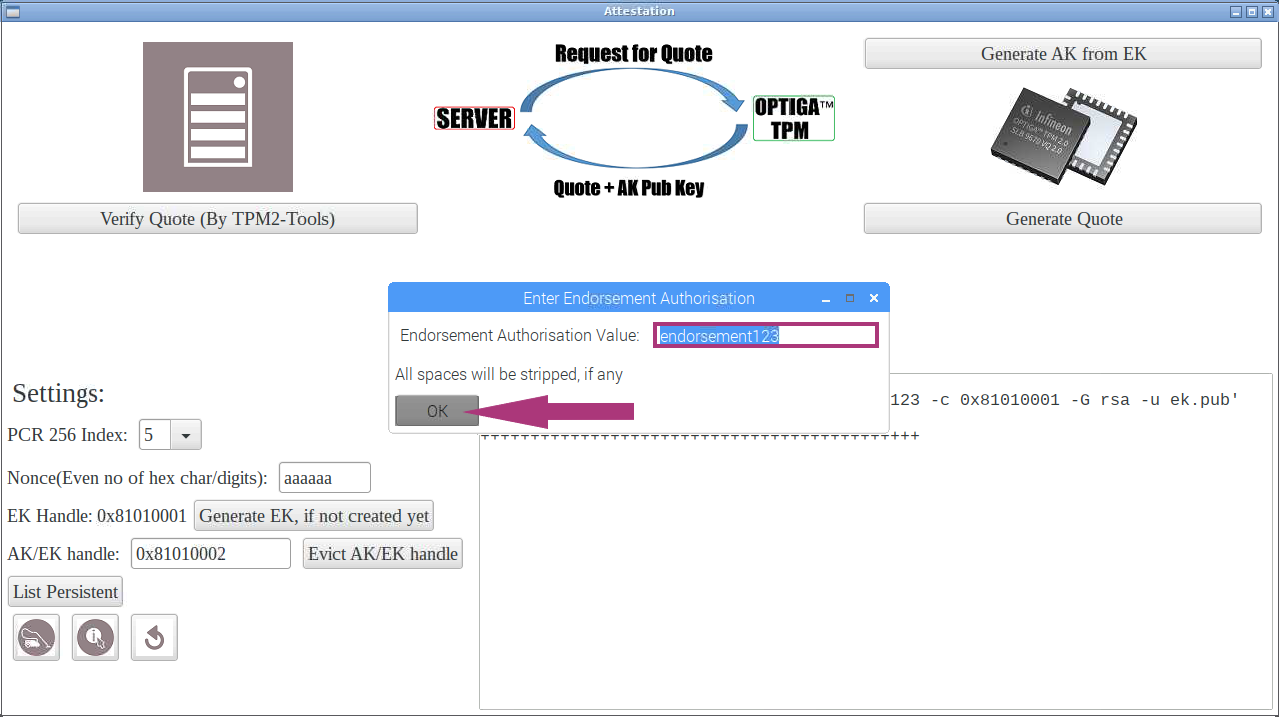 Attestation
Request for Quote
SERVER
OPTIGA™
TPM
Quote + AK Pub Key
Generate AK from EK
Infineon
OPTIGA™ TPM 2.0
SLB 9670 VQ 2.0
Verify Quote (By TPM2-Tools)
Generate Quote
Enter Endorsement Authorisation
Endorsement Authorisation Value: endorsement123
All spaces will be stripped, if any
OK
123 -c 0x81010001 -G rsa -u ek.pub'
++++++++++++++++++++++++++++++++++++++++++++
Settings:
PCR 256 Index: 5
Nonce(Even no of hex char/digits): aaaaaa
EK Handle: 0x81010001 Generate EK, if not created yet
AK/EK handle: 0x81010002 Evict AK/EK handle
List Persistent